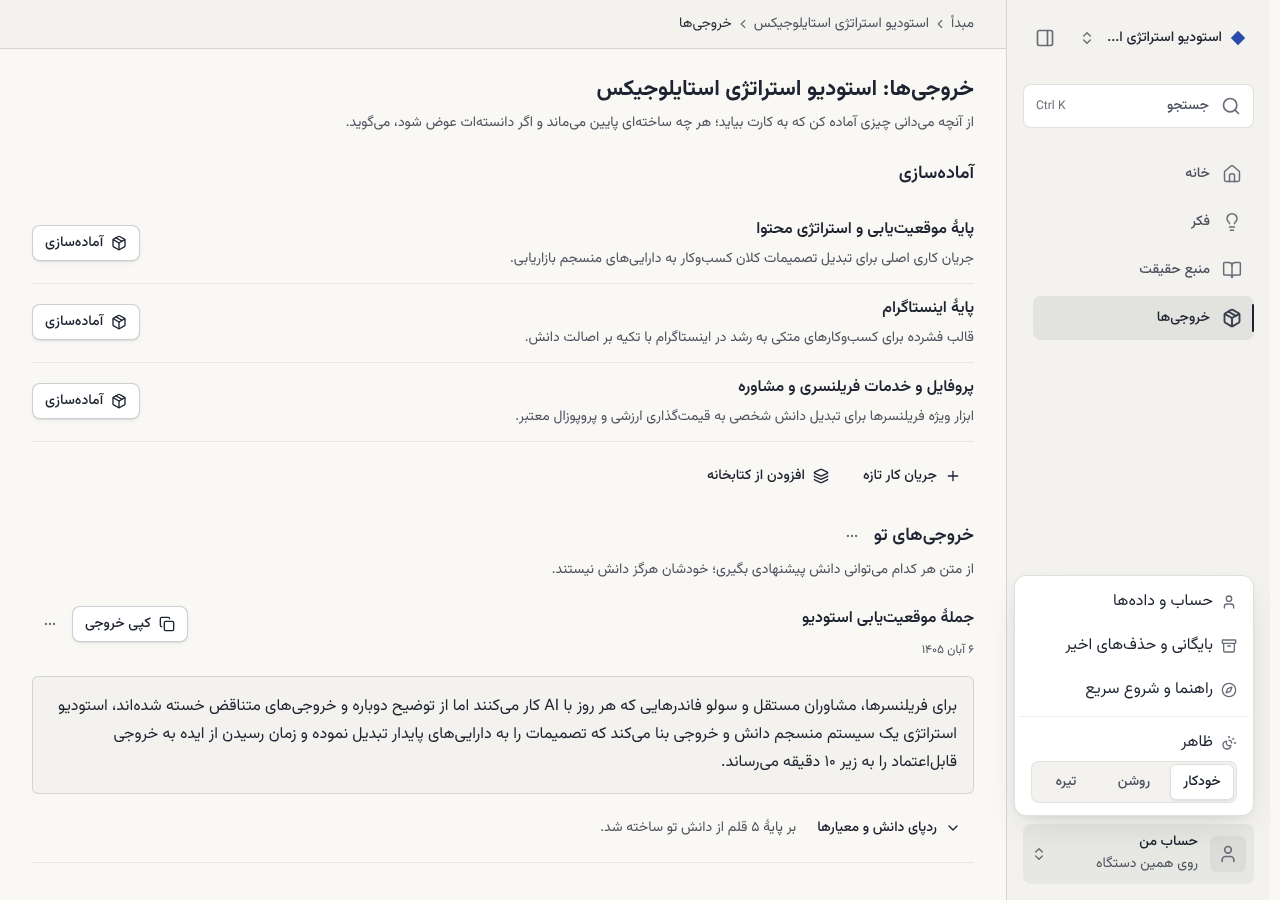 استودیو استراتژی ا...
جستجو
Ctrl K
خانه
فکر
منبع حقیقت
خروجی‌ها
حساب و داده‌ها
بایگانی و حذف‌های اخیر
راهنما و شروع سریع
ظاهر
خودکار
روشن
تیره
حساب من
روی همین دستگاه
مبدأ › استودیو استراتژی استایلوجیکس › خروجی‌ها
خروجی‌ها: استودیو استراتژی استایلوجیکس
از آنچه می‌دانی چیزی آماده کن که به کارت بیاید؛ هر چه ساخته‌ای پایین می‌ماند و اگر دانسته‌ات عوض شود، می‌گوید.
آماده‌سازی
پایهٔ موقعیت‌یابی و استراتژی محتوا
جریان کاری اصلی برای تبدیل تصمیمات کلان کسب‌وکار به دارایی‌های منسجم بازاریابی.
آماده‌سازی
پایهٔ اینستاگرام
قالب فشرده برای کسب‌وکارهای متکی به رشد در اینستاگرام با تکیه بر اصالت دانش.
آماده‌سازی
پروفایل و خدمات فریلنسری و مشاوره
ابزار ویژه فریلنسرها برای تبدیل دانش شخصی به قیمت‌گذاری ارزشی و پروپوزال معتبر.
آماده‌سازی
جریان کار تازه
افزودن از کتابخانه
خروجی‌های تو
از متن هر کدام می‌توانی دانش پیشنهادی بگیری؛ خودشان هرگز دانش نیستند.
جملهٔ موقعیت‌یابی استودیو
۶ آبان ۱۴۰۵
کپی خروجی
برای فریلنسرها، مشاوران مستقل و سولو فاندرهایی که هر روز با AI کار می‌کنند اما از توضیح دوباره و خروجی‌های متناقض خسته شده‌اند، استودیو
استراتژی یک سیستم منسجم دانش و خروجی بنا می‌کند که تصمیمات را به دارایی‌های پایدار تبدیل نموده و زمان رسیدن از ایده به خروجی
قابل‌اعتماد را به زیر ۱۰ دقیقه می‌رساند.
ردپای دانش و معیارها
بر پایهٔ ۵ قلم از دانش تو ساخته شد.